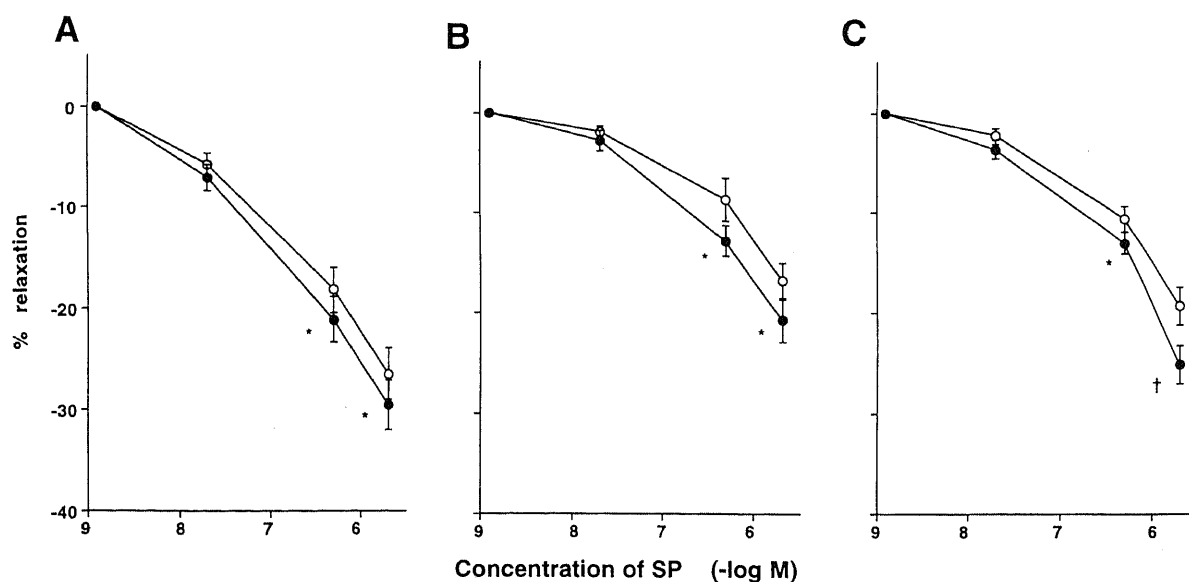 A
B
C
0
-10
-20
-30
-40
% relaxation
*
*
*
*
*
†
9 8 7 6
9 8 7 6
9 8 7 6
Concentration of SP (-log M)